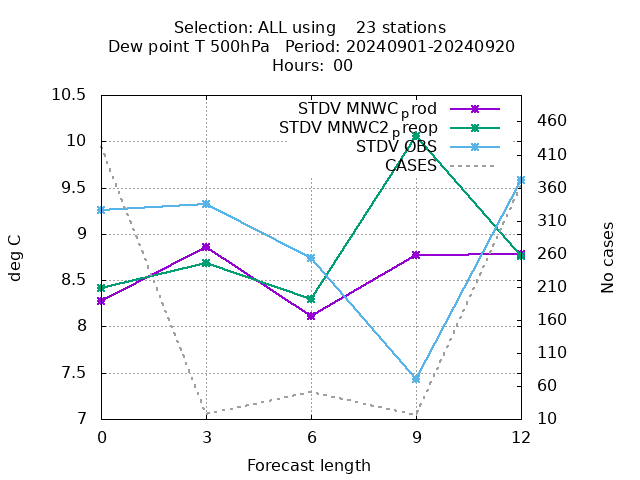 Selection: ALL using    23 stations
Dew point T 500hPa   Period: 20240901-20240920
Hours:  00
STDV MNWC_prod
STDV MNWC2_preop
STDV OBS
CASES
10.5
10
9.5
9
8.5
8
7.5
7
460
410
360
310
260
210
160
110
60
10
deg C
No cases
0 3 6 9 12
Forecast length